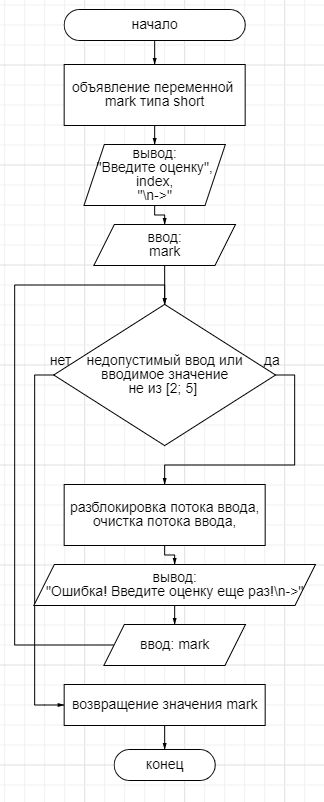 начало
объявление переменной
mark типа short
вывод:
"Введите оценку",
index,
"\n->"
ввод:
mark
нет
да
недопустимый ввод или
вводимое значение
не из [2; 5]
разблокировка потока ввода,
очистка потока ввода,
вывод:
"Ошибка! Введите оценку еще раз!\n->"
ввод: mark
возвращение значения mark
конец